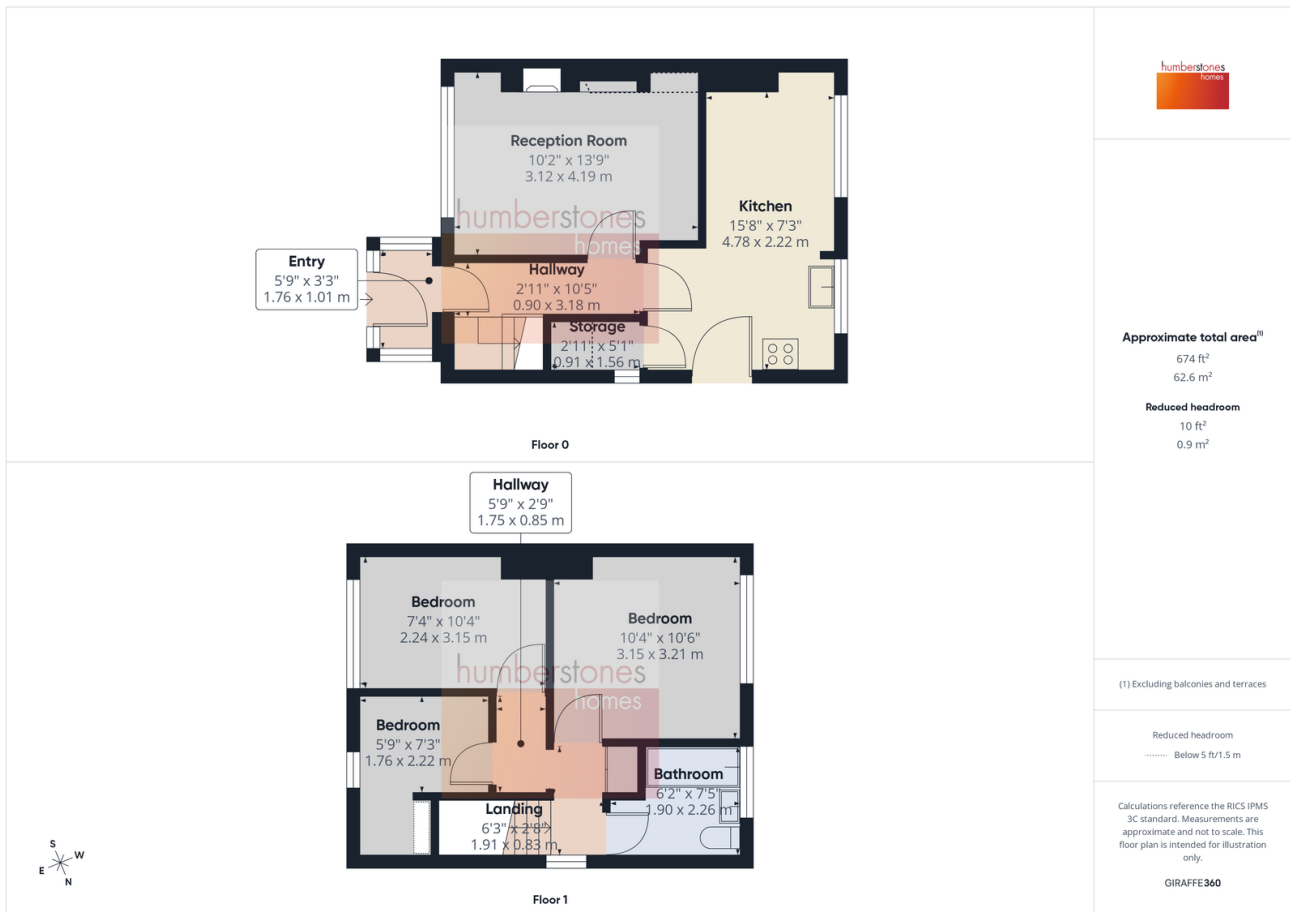 humberstones
homes
Reception Room
10'2" x 13'9"
3.12 x 4.19 m
humberstones
homes
Kitchen
15'8" x 7'3"
4.78 x 2.22 m
Entry
5'9" x 3'3"
1.76 x 1.01 m
Hallway
2'11" x 10'5"
0.90 x 3.18 m
Storage
2'11" x 5'1"
0.91 x 1.56 m
Floor 0
Approximate total area(1)
674 ft²
62.6 m²
Reduced headroom
10 ft²
0.9 m²
Hallway
5'9" x 2'9"
1.75 x 0.85 m
Bedroom
7'4" x 10'4"
2.24 x 3.15 m
Bedroom
10'4" x 10'6"
3.15 x 3.21 m
humberstones
homes
Bedroom
5'9" x 7'3"
1.76 x 2.22 m
Bathroom
6'2" x 7'5"
1.90 x 2.26 m
Landing
6'3" x 2'8"
1.91 x 0.83 m
S
W
E
N
Floor 1
(1) Excluding balconies and terraces
Reduced headroom
Below 5 ft/1.5 m
Calculations reference the RICS IPMS
3C standard. Measurements are
approximate and not to scale. This
floor plan is intended for illustration
only.
GIRAFFE360